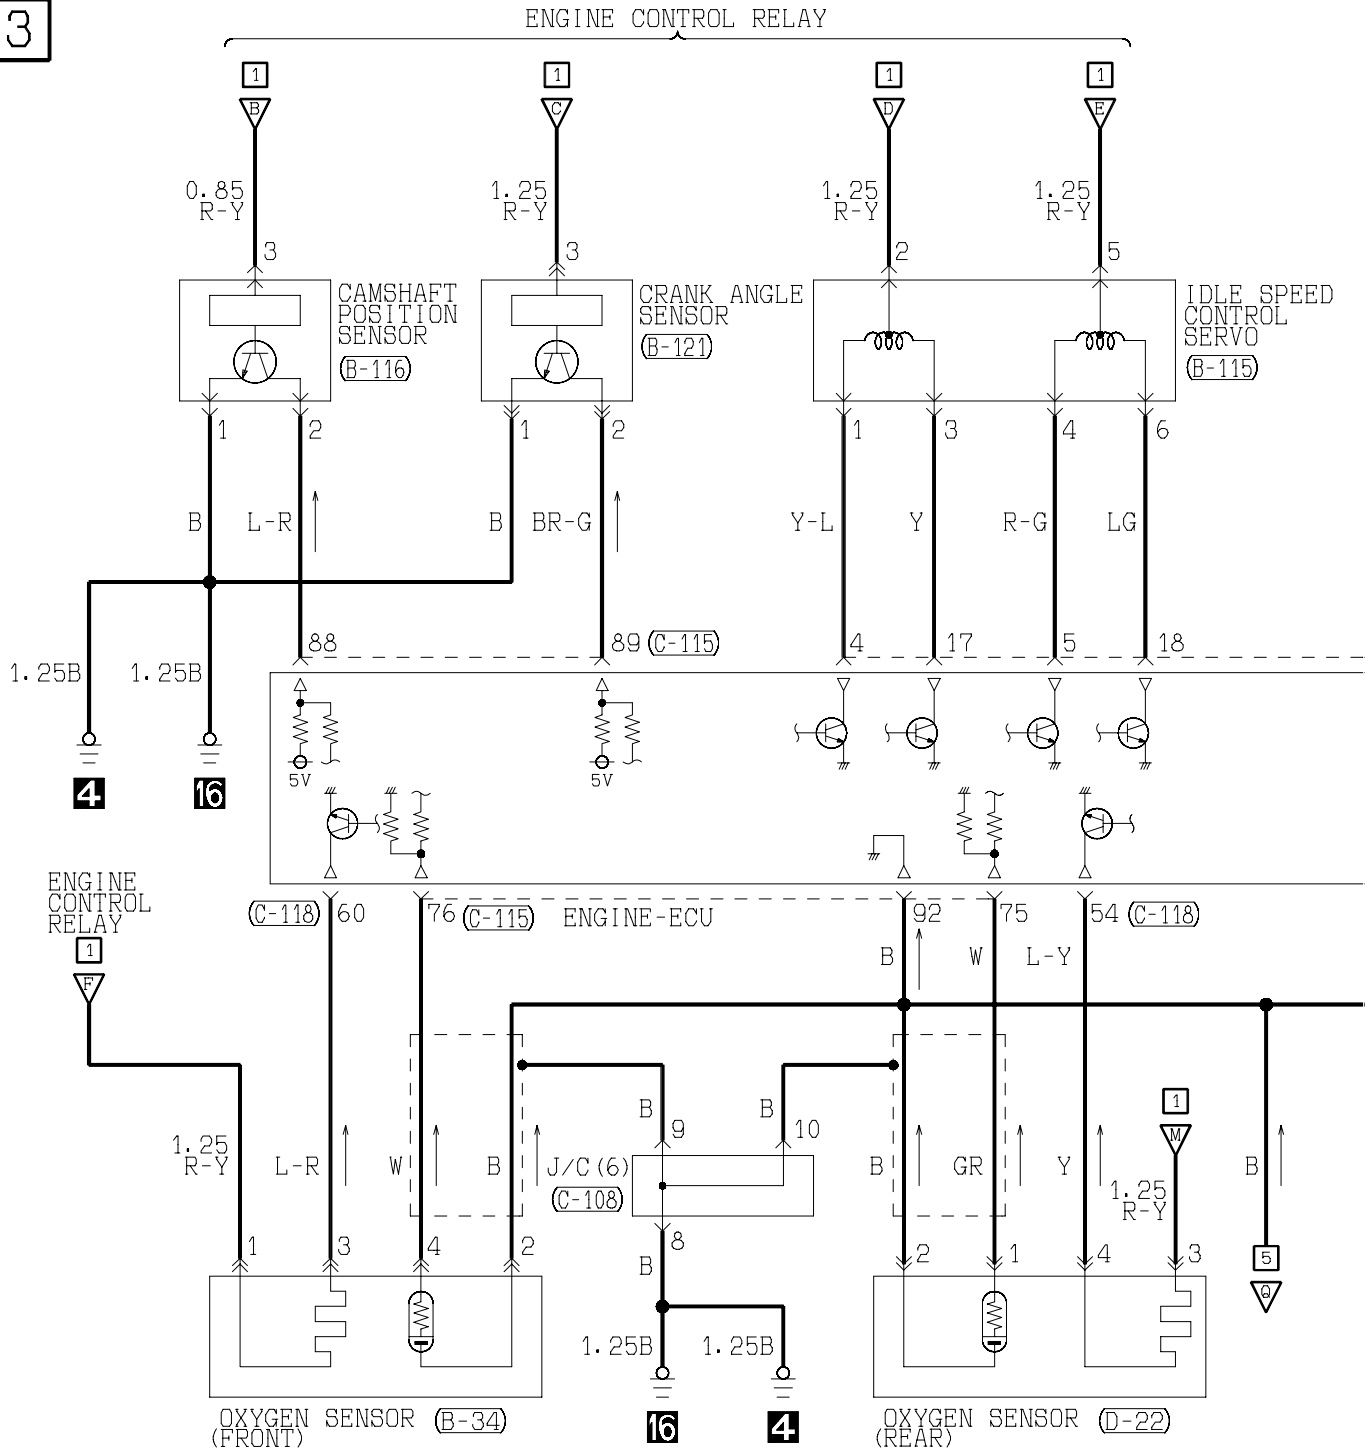 3
ENGINE CONTROL RELAY
1 1 1 1
B C D E
0.85 1.25 1.25 1.25
R-Y R-Y R-Y R-Y
3 3 2 5
CAMSHAFT
POSITION
SENSOR
(B-116)
CRANK ANGLE
SENSOR
(B-121)
IDLE SPEED
CONTROL
SERVO
(B-115)
1 2 1 2 1 3 4 6
B L-R B BR-G Y-L Y R-G LG
88 89 (C-115) 4 17 5 18
1.25B 1.25B
5V 5V
4 16
ENGINE
CONTROL
RELAY
1
F
(C-118) 60 76 (C-115) ENGINE-ECU 92 75 54 (C-118)
B W L-Y
B B
9 10
1
M
1.25
R-Y
L-R W B
J/C(6)
(C-108)
B GR Y
1.25
R-Y
B
1 3 4 2
8
B
2 1 4 3
5
Q
1.25B 1.25B
16 4
OXYGEN SENSOR (B-34)
(FRONT)
OXYGEN SENSOR (D-22)
(REAR)